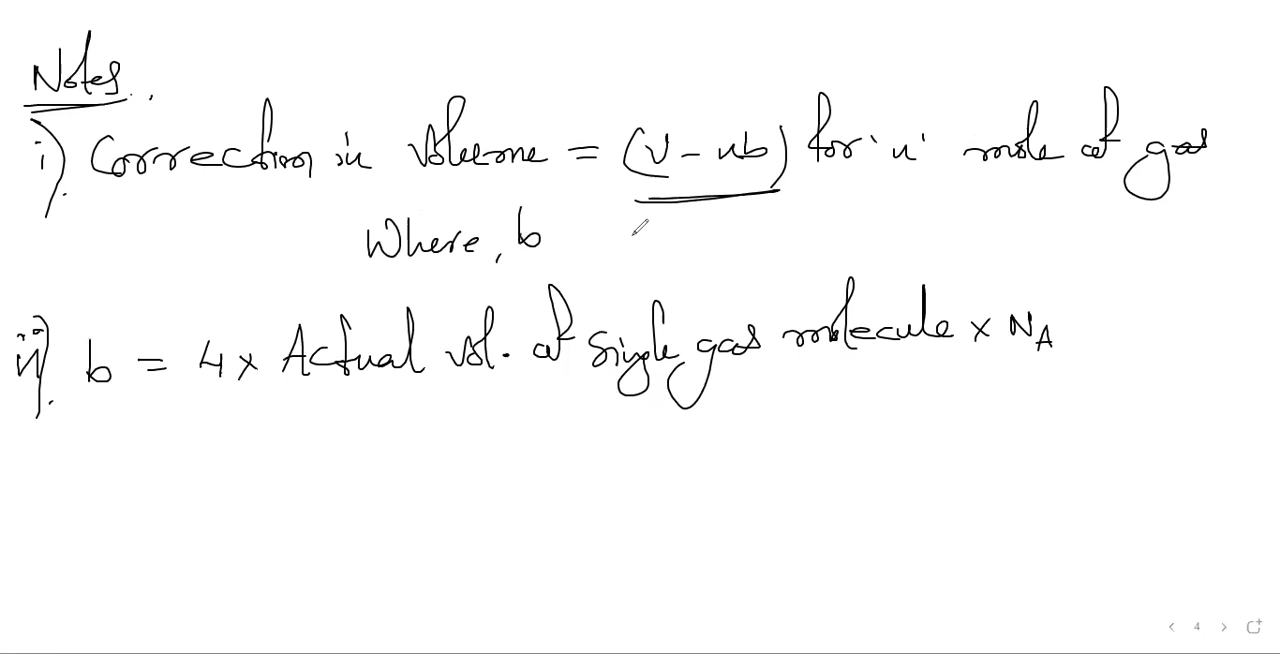 Notes
i). Correction in Volume = (V - nb) for 'n' mole of gas
Where, b
ii). b = 4 x Actual vol. of single gas molecule x NA
4